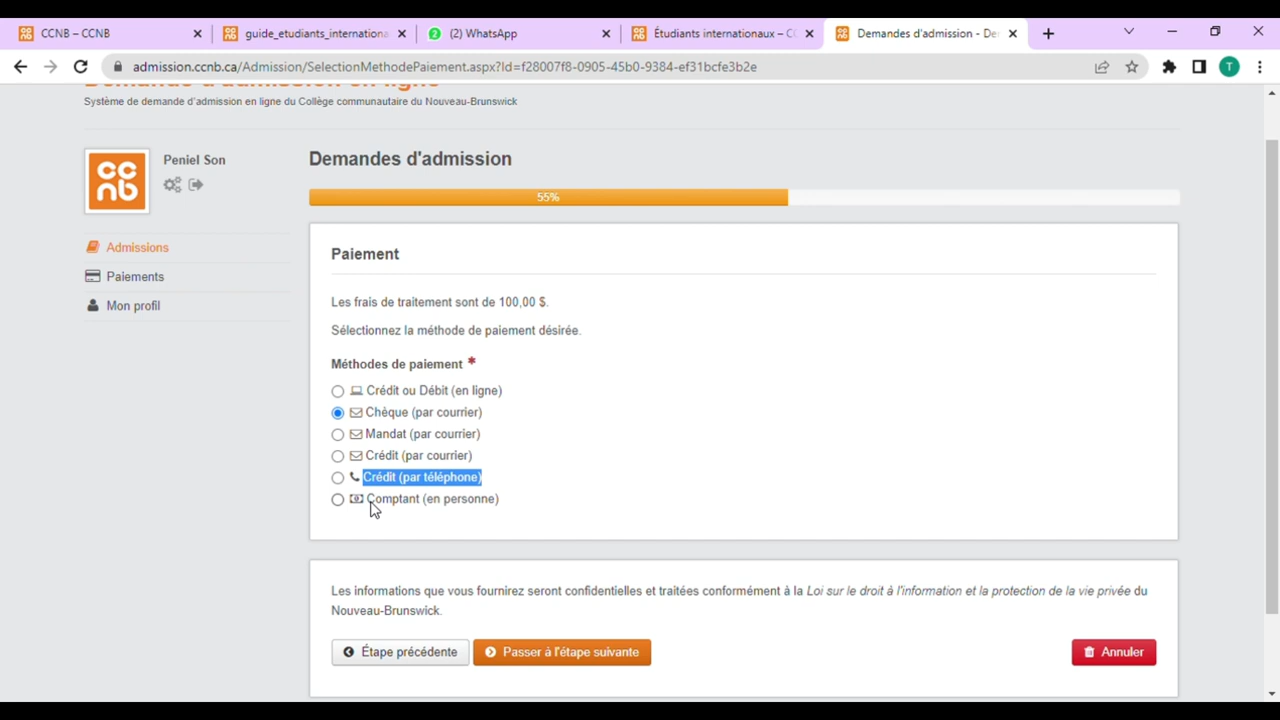 CCNB – CCNB
guide_etudiants_internationa
(2) WhatsApp
Étudiants internationaux – C
Demandes d'admission - De
admission.ccnb.ca/Admission/SelectionMethodePaiement.aspx?Id=f28007f8-0905-45b0-9384-ef31bcfe3b2e
T
Système de demande d'admission en ligne du Collège communautaire du Nouveau-Brunswick
cc
nb
Peniel Son
Admissions
Paiements
Mon profil
Demandes d'admission
55%
Paiement
Les frais de traitement sont de 100,00 $.
Sélectionnez la méthode de paiement désirée.
Méthodes de paiement *
Crédit ou Débit (en ligne)
Chèque (par courrier)
Mandat (par courrier)
Crédit (par courrier)
Crédit (par téléphone)
Comptant (en personne)
Les informations que vous fournirez seront confidentielles et traitées conformément à la Loi sur le droit à l'information et la protection de la vie privée du
Nouveau-Brunswick.
Étape précédente
Passer à l'étape suivante
Annuler